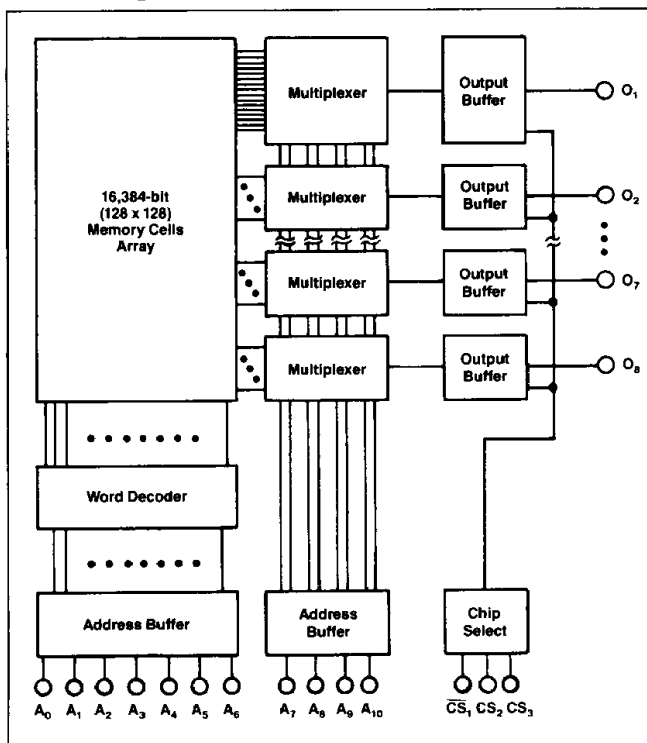 Multiplexer
Output
Buffer
O₁
16,384-bit
(128 x 128)
Memory Cells
Array
Multiplexer
Output
Buffer
O₂
Multiplexer
Output
Buffer
O₇
Multiplexer
Output
Buffer
O₈
Word Decoder
Address Buffer
Address
Buffer
Chip
Select
A₀ A₁ A₂ A₃ A₄ A₅ A₆ A₇ A₈ A₉ A₁₀ C̅S̅₁ CS₂ CS₃